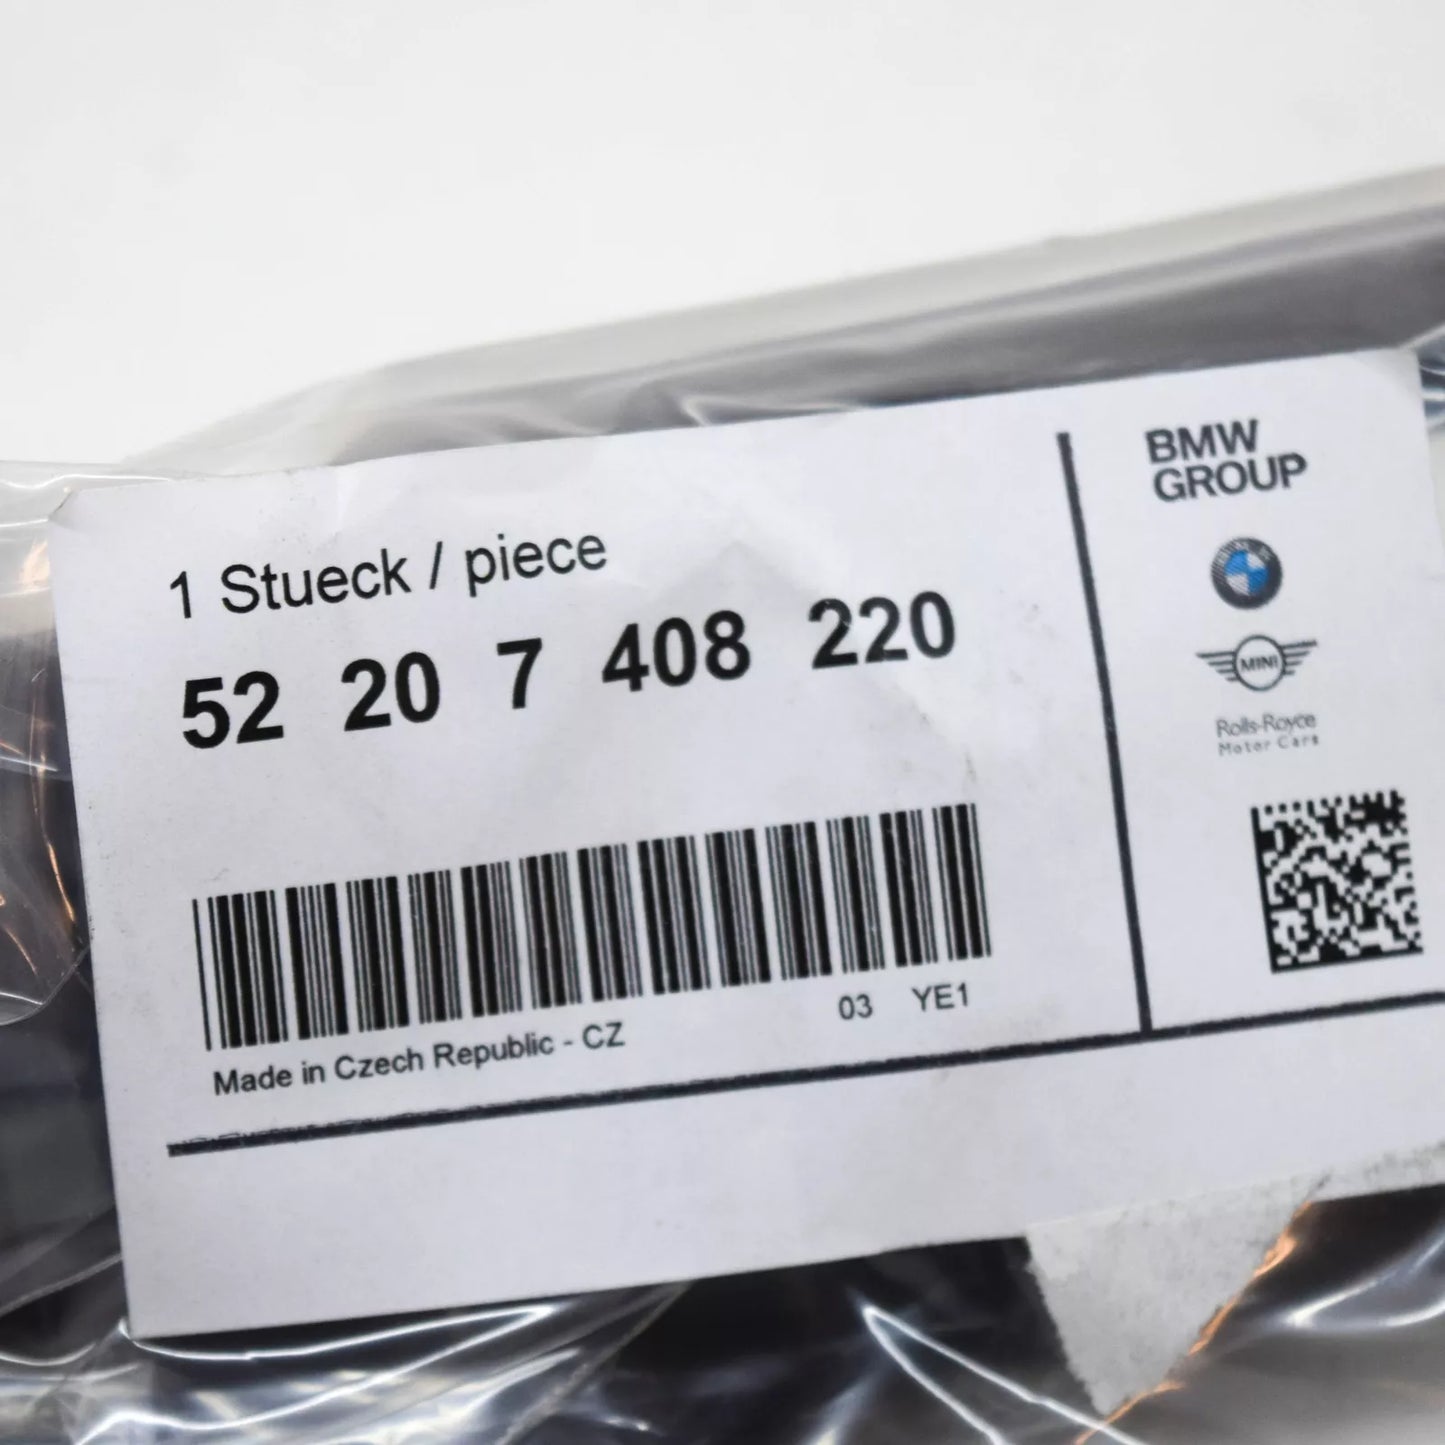 1 Stueck / piece
52 20 7 408 220
03 YE1
Made in Czech Republic - CZ
BMW
GROUP
MINI
Rolls-Royce
Motor Cars